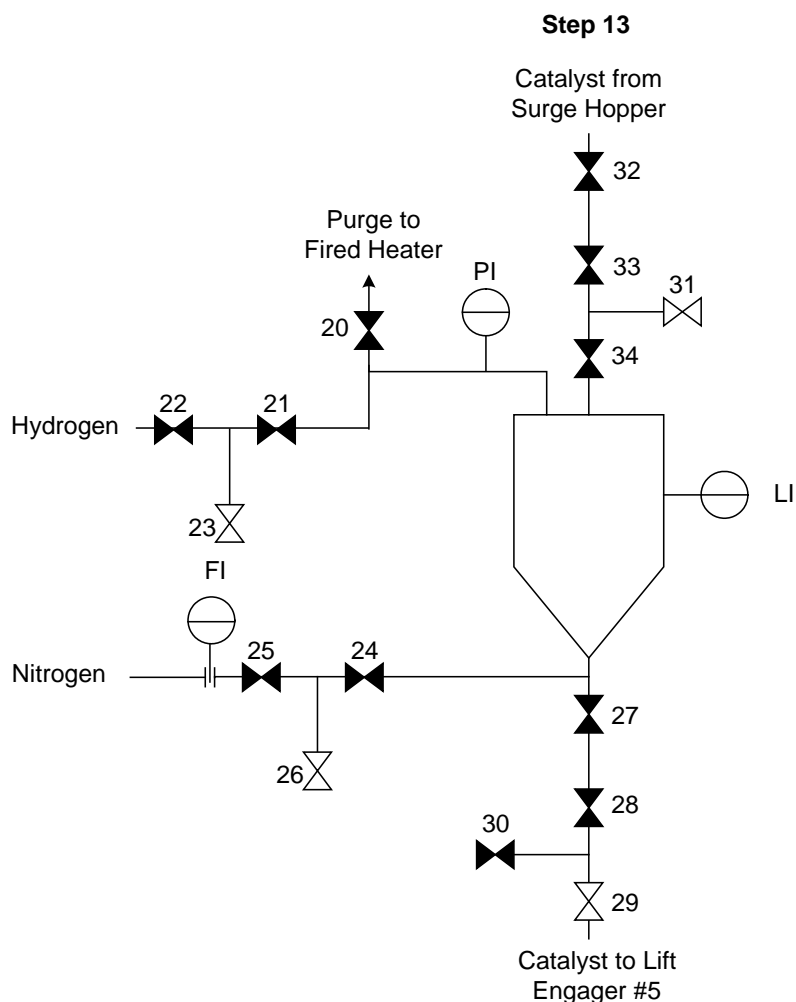 Step 13
Catalyst from
Surge Hopper
32
Purge to
Fired Heater
33
PI
31
20
34
22
21
Hydrogen
LI
23
FI
25
24
Nitrogen
27
26
28
30
29
Catalyst to Lift
Engager #5